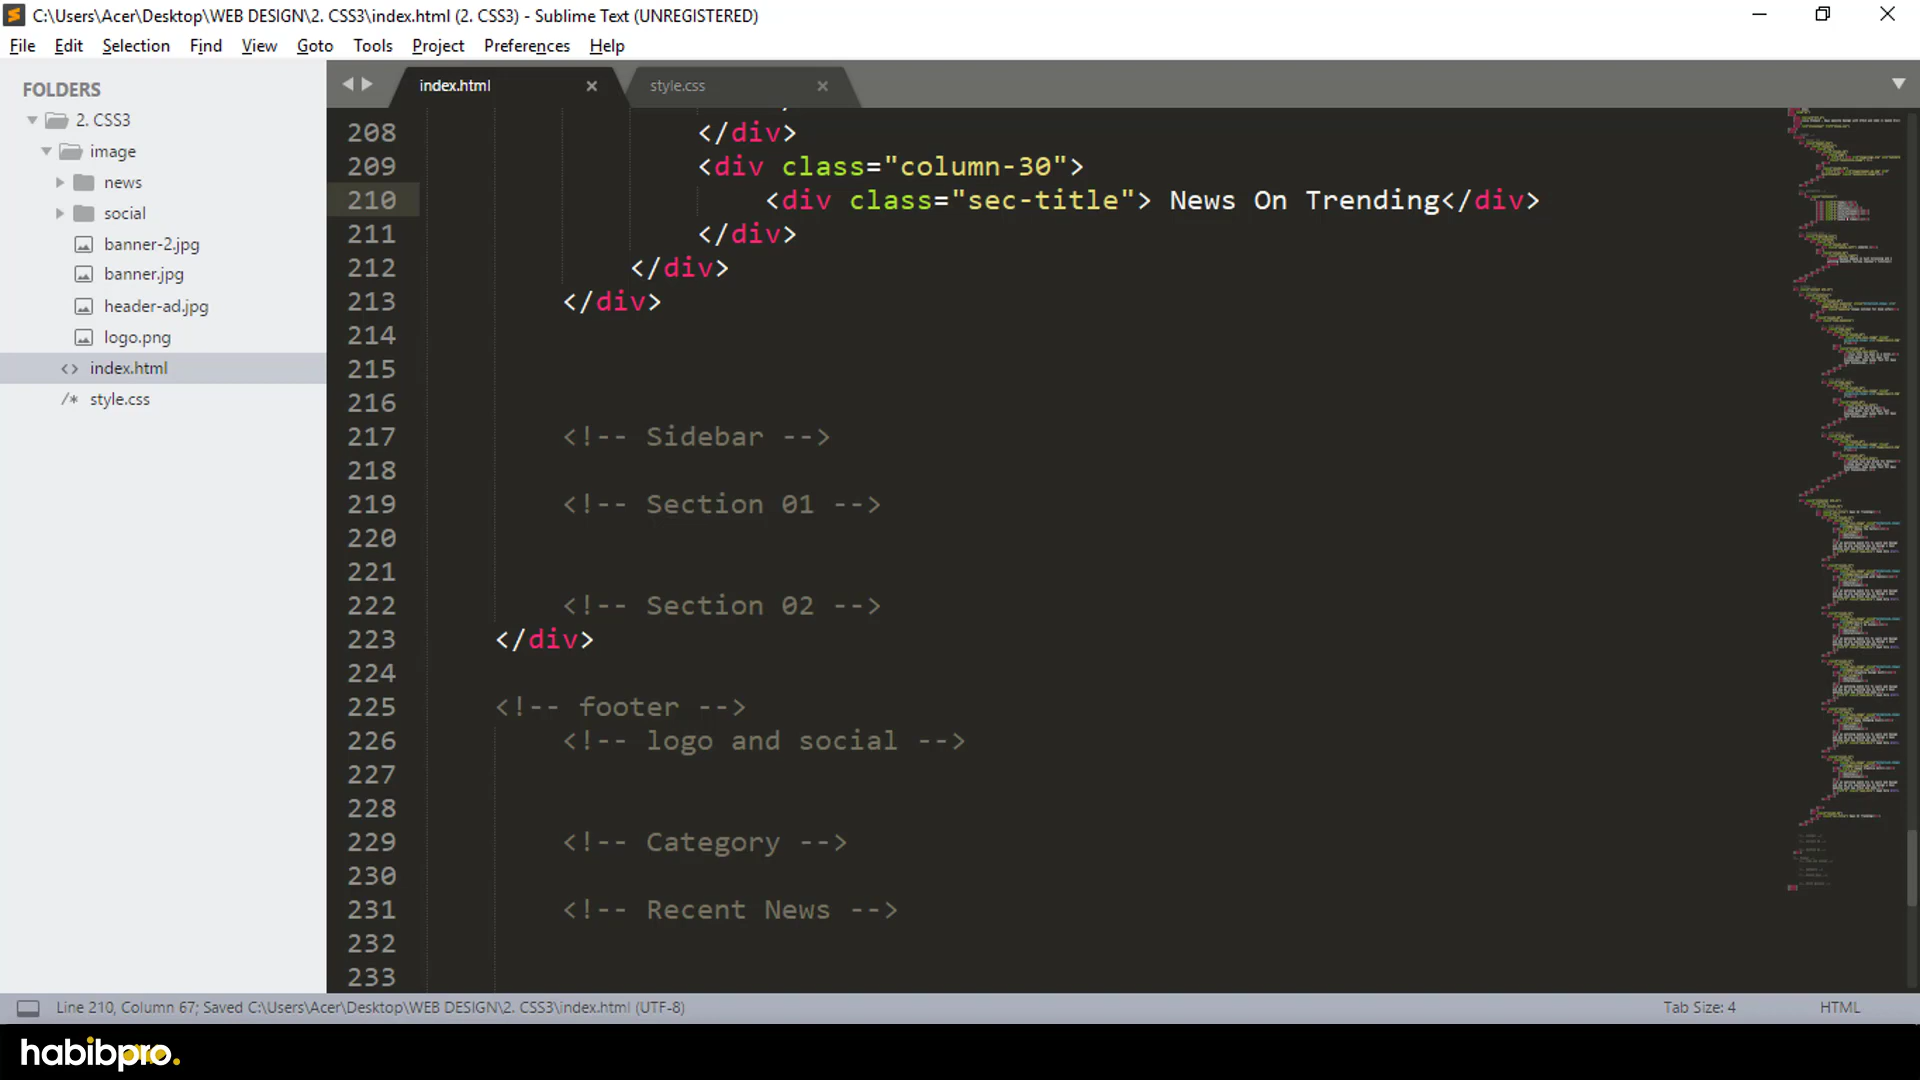 C:\Users\Acer\Desktop\WEB DESIGN\2. CSS3\index.html (2. CSS3) - Sublime Text (UNREGISTERED)
File Edit Selection Find View Goto Tools Project Preferences Help
FOLDERS
2. CSS3
image
news
social
banner-2.jpg
banner.jpg
header-ad.jpg
logo.png
<> index.html
/* style.css
index.html
style.css
208 </div>
209 <div class="column-30">
210 <div class="sec-title"> News On Trending</div>
211 </div>
212 </div>
213 </div>
214
215
216
217 <!-- Sidebar -->
218
219 <!-- Section 01 -->
220
221
222 <!-- Section 02 -->
223 </div>
224
225 <!-- footer -->
226 <!-- logo and social -->
227
228
229 <!-- Category -->
230
231 <!-- Recent News -->
232
233
Line 210, Column 67; Saved C:\Users\Acer\Desktop\WEB DESIGN\2. CSS3\index.html (UTF-8)
Tab Size: 4
HTML
habibpro.